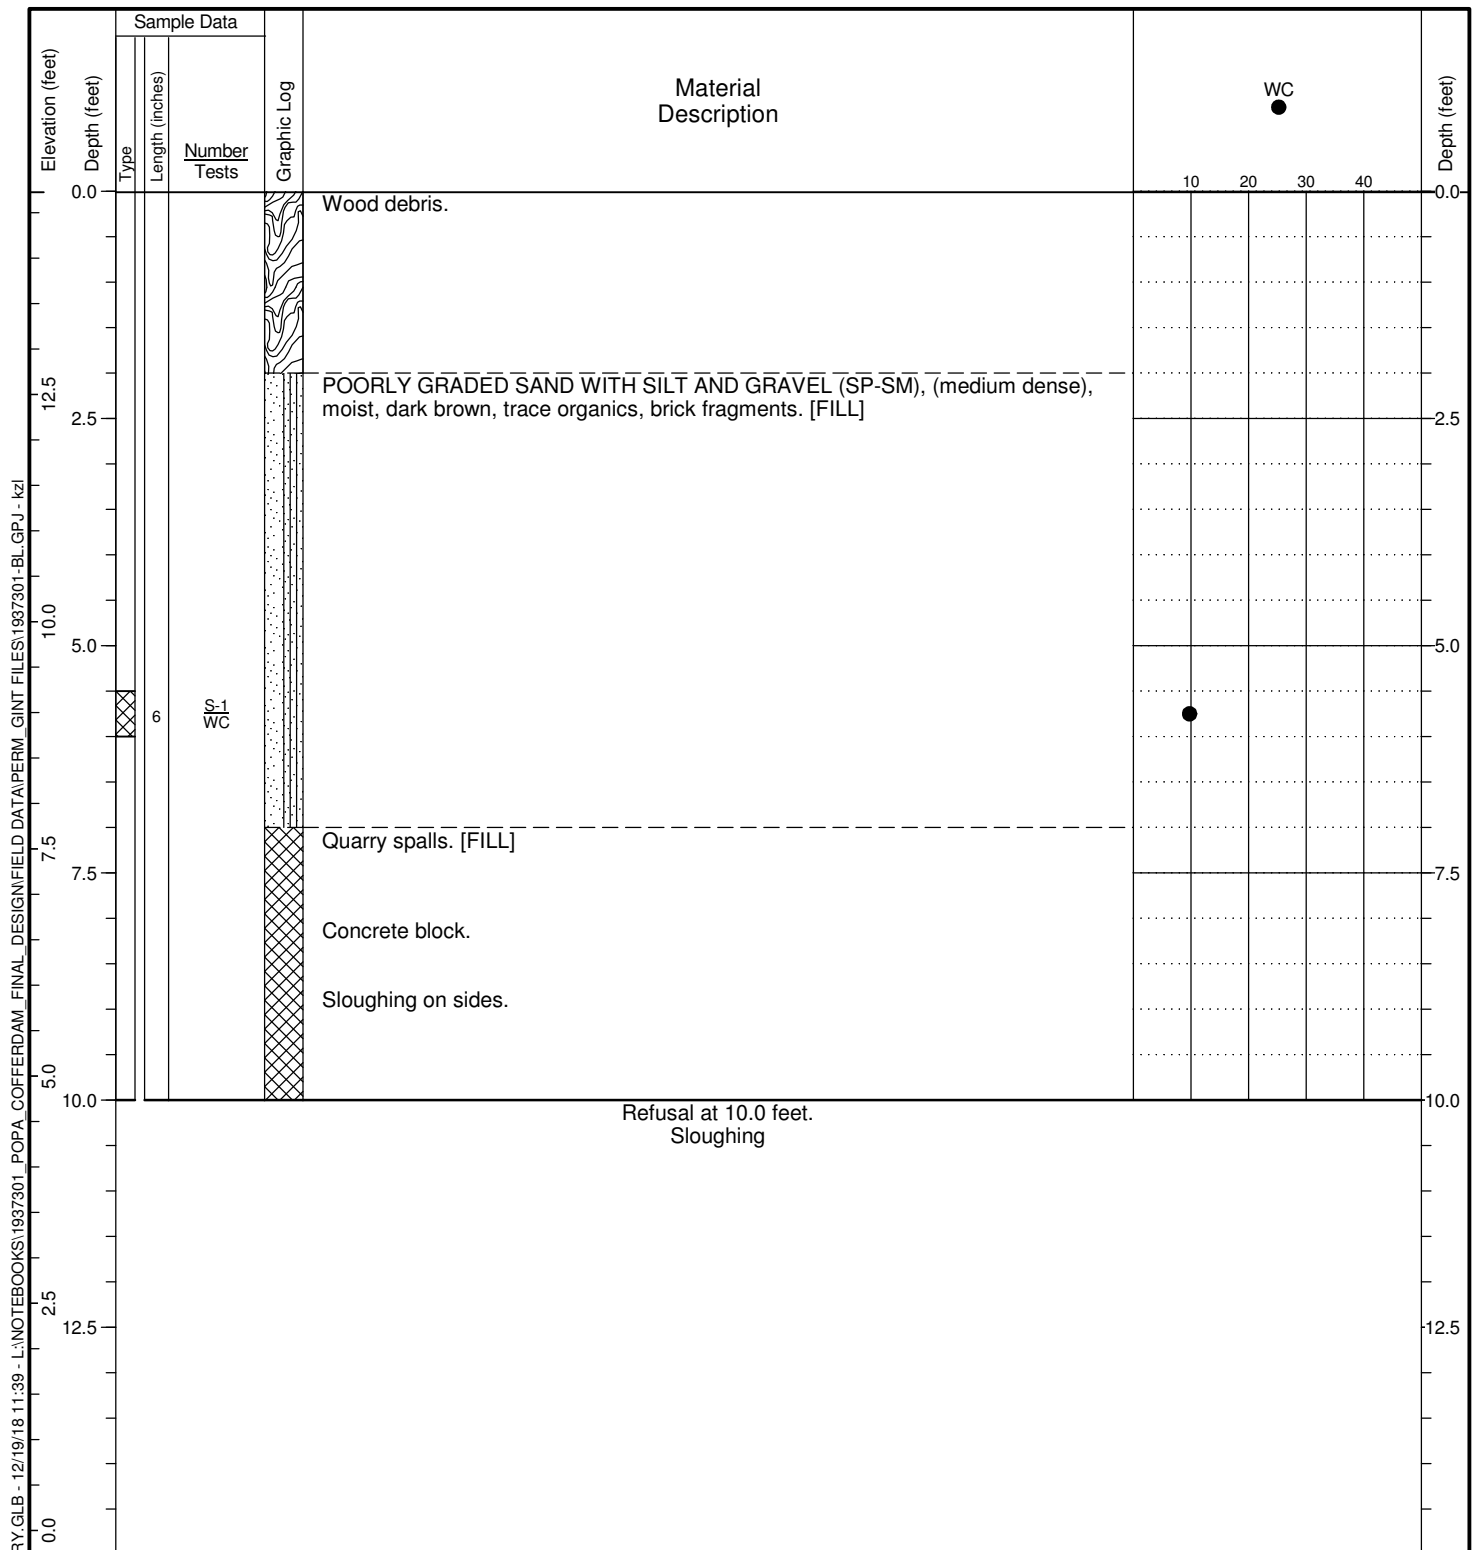 Sample Data
Elevation (feet)
Depth (feet)
Type
Length (inches)
Number
Tests
Graphic Log
Material
Description
WC
Depth (feet)
10 20 30 40
0.0
0.0
Wood debris.
12.5
POORLY GRADED SAND WITH SILT AND GRAVEL (SP-SM), (medium dense),
moist, dark brown, trace organics, brick fragments. [FILL]
2.5
2.5
10.0
5.0
5.0
6
S-1
WC
7.5
Quarry spalls. [FILL]
7.5
7.5
Concrete block.
Sloughing on sides.
5.0
10.0
10.0
Refusal at 10.0 feet.
Sloughing
2.5
12.5
12.5
0.0
RY.GLB - 12/19/18 11:39 - L:\NOTEBOOKS\1937301_POPA_COFFERDAM_FINAL_DESIGN\FIELD DATA\PERM_GINT FILES\1937301-BL.GPJ - kzl